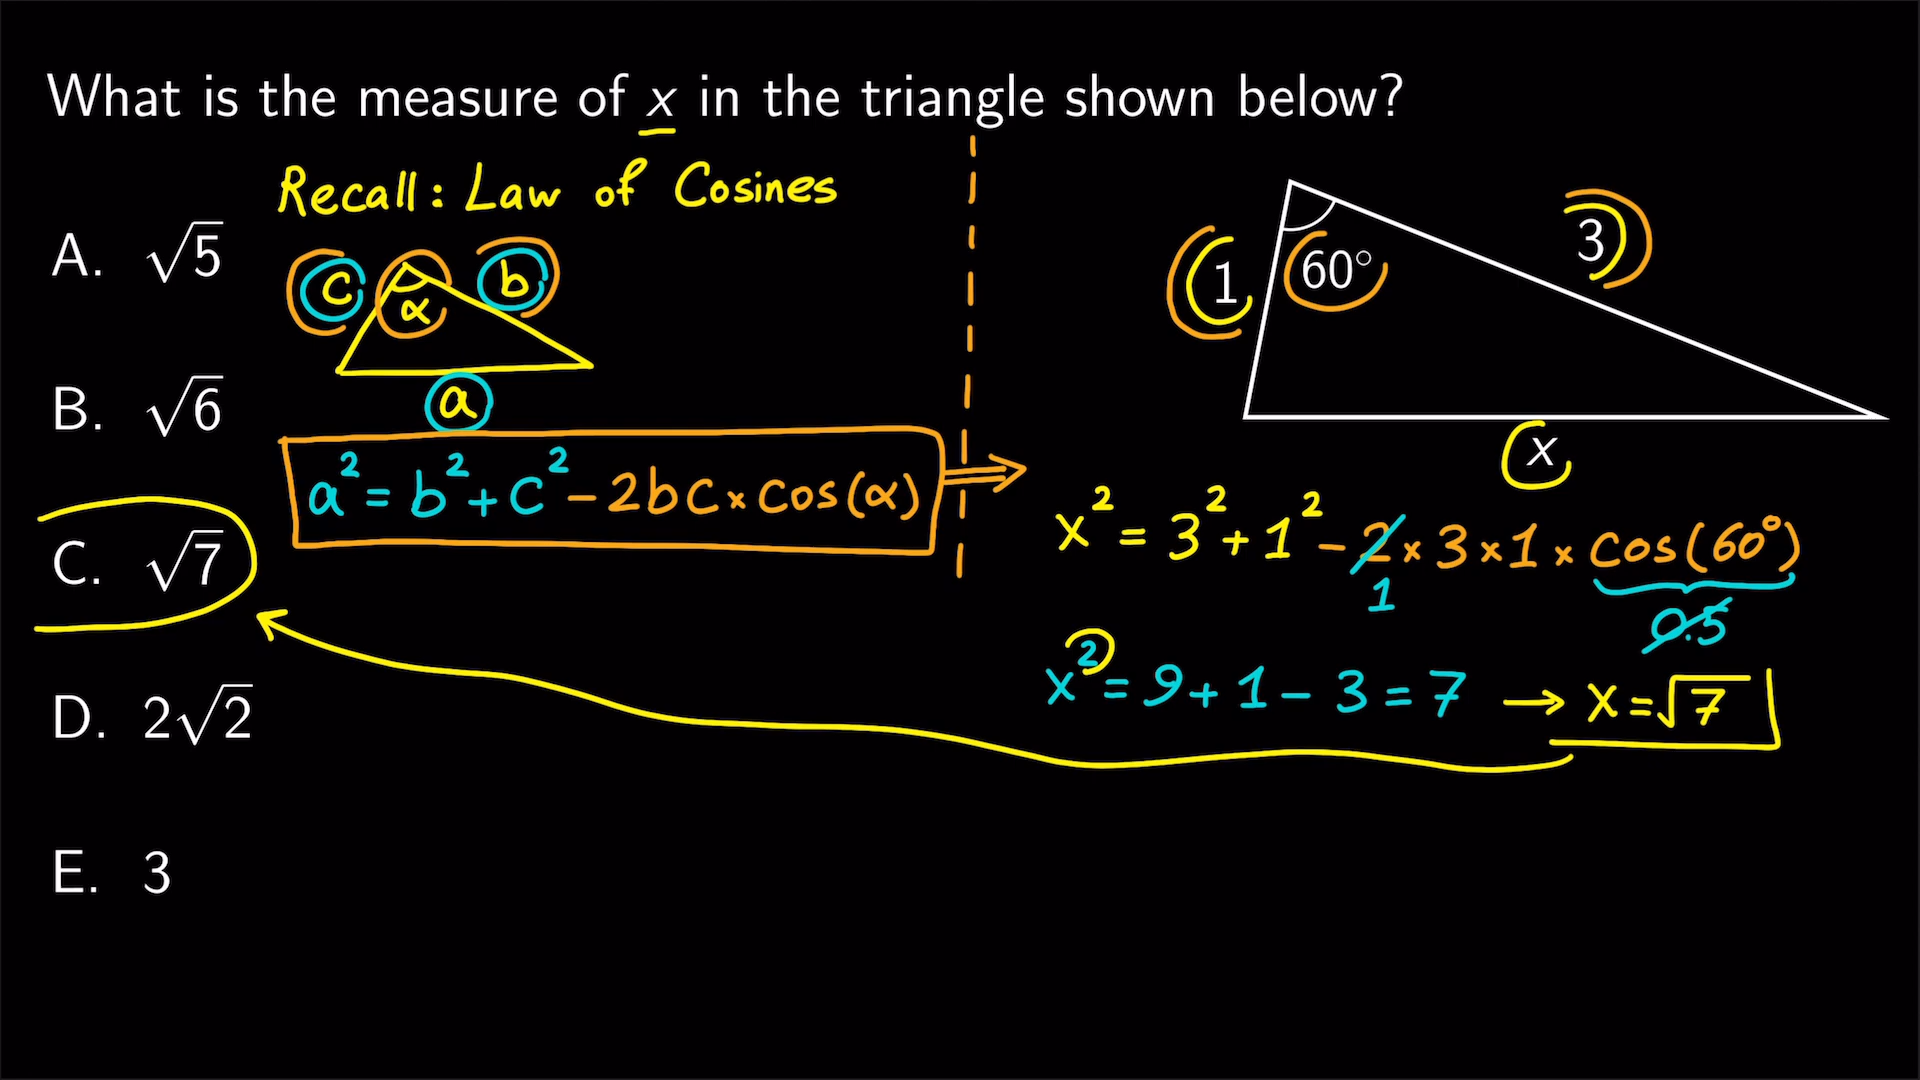 What is the measure of x in the triangle shown below?
Recall: Law of Cosines
A. √5
c
α
b
a
1
60°
3
x
B. √6
a² = b² + c² − 2bc × cos(α)
C. √7
x² = 3² + 1² − 2 × 3 × 1 × cos(60°)
1
0.5
x² = 9 + 1 − 3 = 7 → x = √7
D. 2√2
E. 3